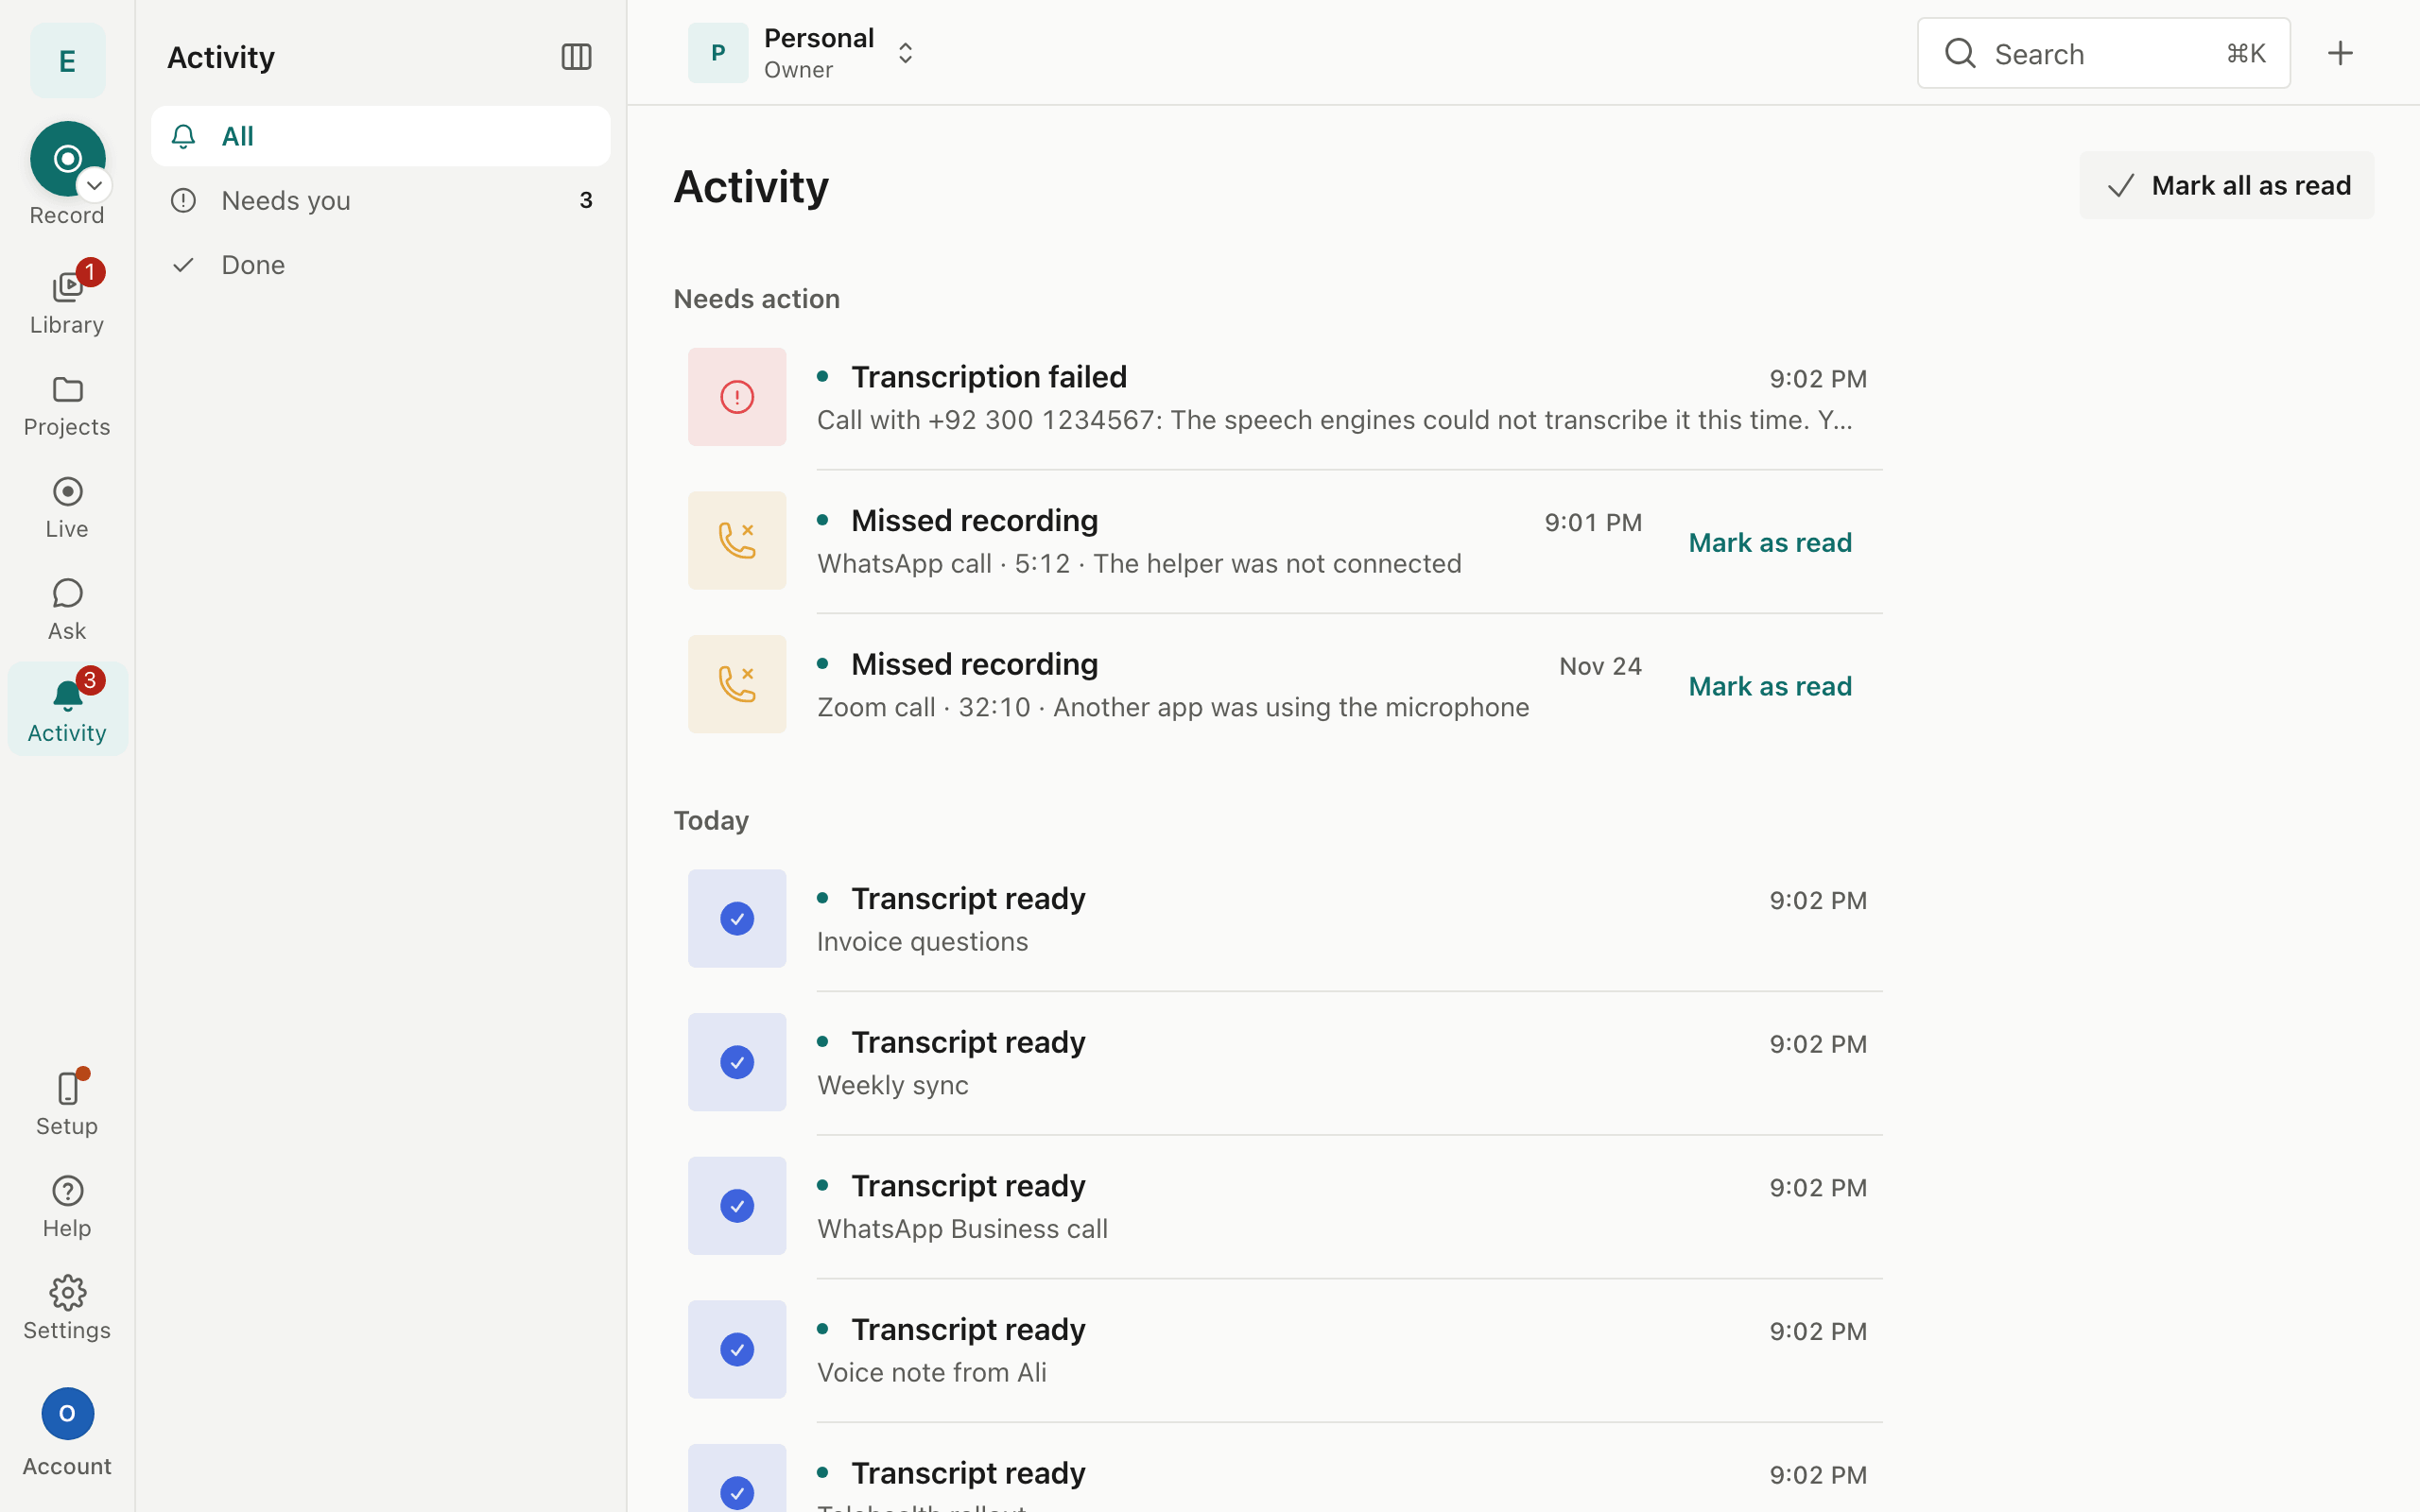 E
Record
1
Library
Projects
Live
Ask
3
Activity
Setup
Help
Settings
O
Account
Activity
All
Needs you 3
Done
P
Personal
Owner
Search ⌘K
Activity
Mark all as read
Needs action
Transcription failed 9:02 PM
Call with +92 300 1234567: The speech engines could not transcribe it this time. Y...
Missed recording 9:01 PM
Mark as read
WhatsApp call · 5:12 · The helper was not connected
Missed recording Nov 24
Mark as read
Zoom call · 32:10 · Another app was using the microphone
Today
Transcript ready 9:02 PM
Invoice questions
Transcript ready 9:02 PM
Weekly sync
Transcript ready 9:02 PM
WhatsApp Business call
Transcript ready 9:02 PM
Voice note from Ali
Transcript ready 9:02 PM